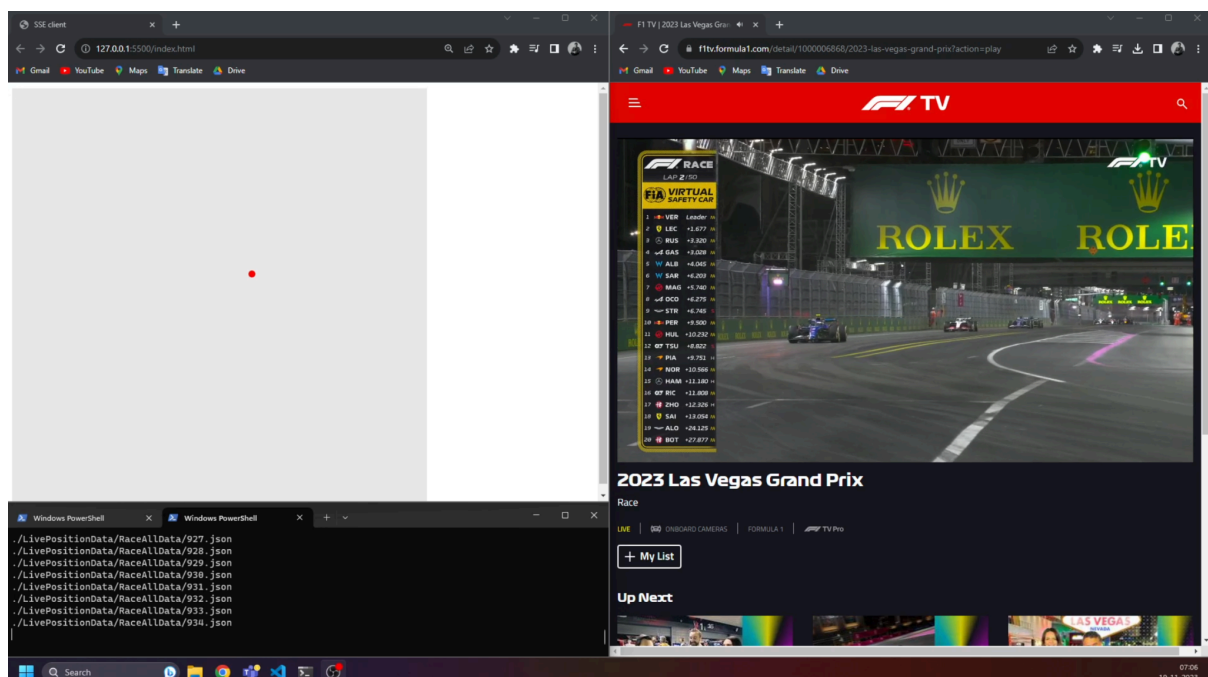 SSE client
127.0.0.1:5500/index.html
Gmail YouTube Maps Translate Drive
Windows PowerShell Windows PowerShell
./LivePositionData/RaceAllData/927.json
./LivePositionData/RaceAllData/928.json
./LivePositionData/RaceAllData/929.json
./LivePositionData/RaceAllData/930.json
./LivePositionData/RaceAllData/931.json
./LivePositionData/RaceAllData/932.json
./LivePositionData/RaceAllData/933.json
./LivePositionData/RaceAllData/934.json
F1 TV | 2023 Las Vegas Gran
f1tv.formula1.com/detail/1000006868/2023-las-vegas-grand-prix?action=play
Gmail YouTube Maps Translate Drive
F1 TV
F1 TV
F1 RACE
LAP 2/50
FIA VIRTUAL
SAFETY CAR
1 VER Leader M
2 LEC +1.677 M
3 RUS +3.320 M
4 GAS +3.028 M
5 ALB +4.045 M
6 SAR +6.203 M
7 MAG +5.740 M
8 OCO +6.275 M
9 STR +6.745
10 PER +9.500 M
11 HUL +10.232 M
12 TSU +8.822
13 PIA +9.751 H
14 NOR +10.566 M
15 HAM +11.180 H
16 RIC +11.808 M
17 ZHO +12.926 H
18 SAI +13.054 M
19 ALO +24.125 M
20 BOT +27.877 M
ROLEX ROLE
2023 Las Vegas Grand Prix
Race
LIVE | ONBOARD CAMERAS | FORMULA 1 | F1 TV Pro
+ My List
Up Next
LAS VEGAS
NEVADA
Search
07:06